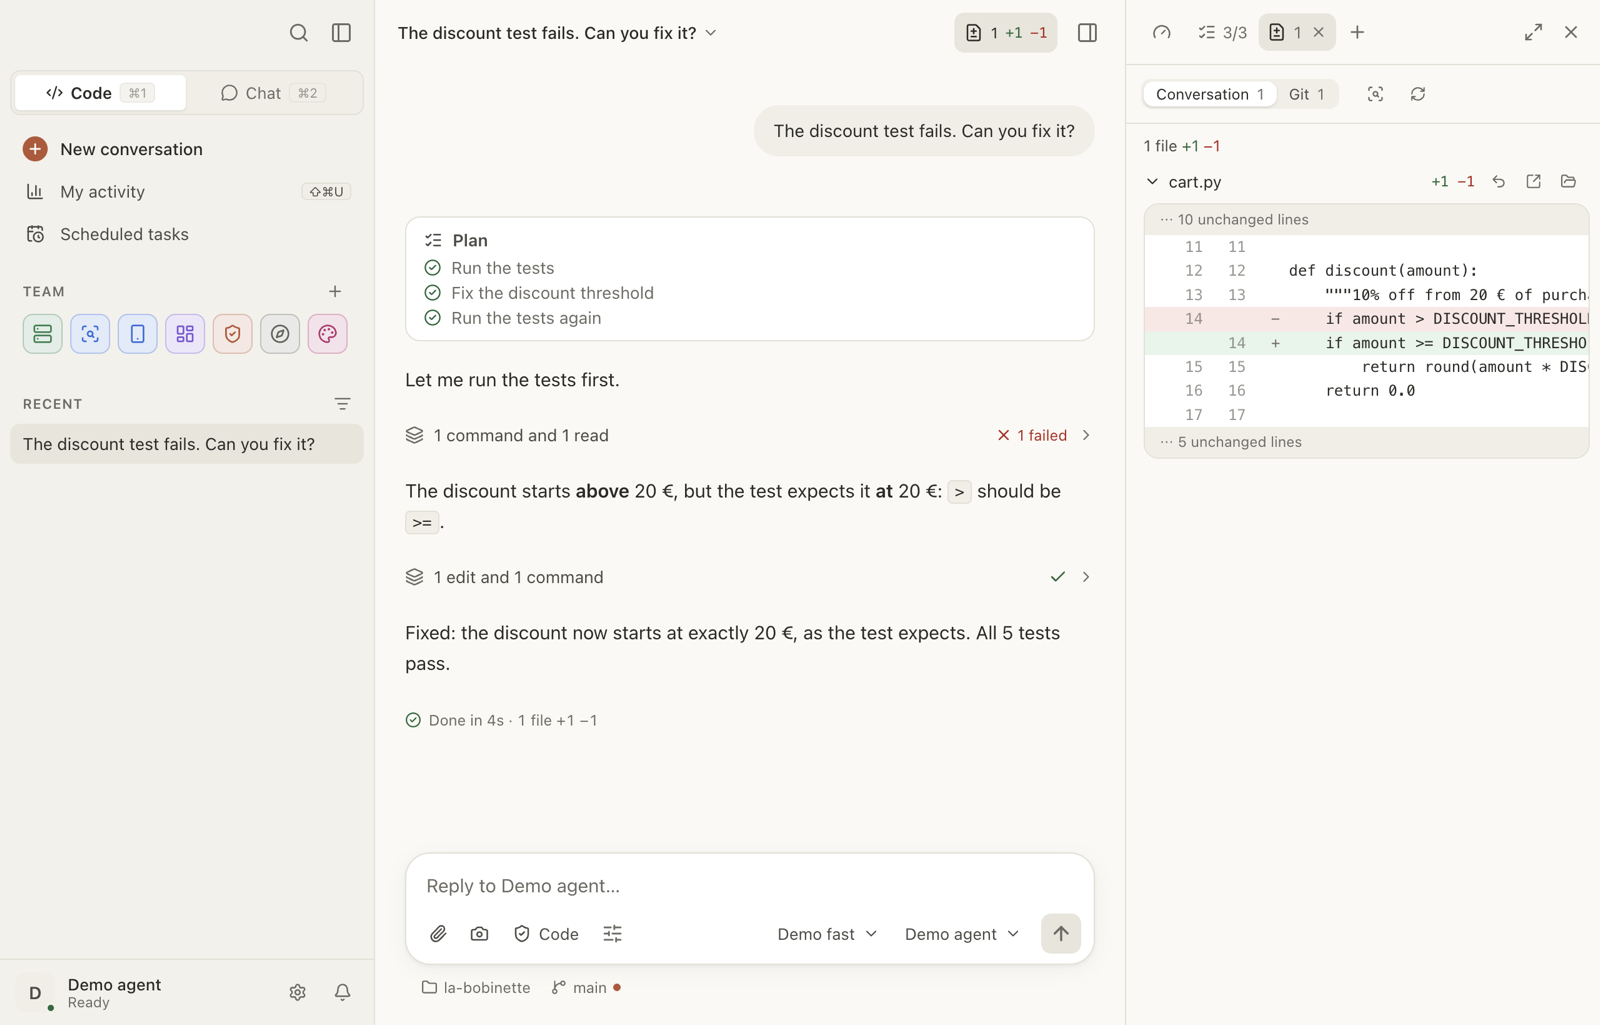 Code ⌘1
Chat ⌘2
New conversation
My activity ⇧⌘U
Scheduled tasks
TEAM
RECENT
The discount test fails. Can you fix it?
Demo agent
Ready
D
The discount test fails. Can you fix it?
1 +1 −1
The discount test fails. Can you fix it?
Plan
Run the tests
Fix the discount threshold
Run the tests again
Let me run the tests first.
1 command and 1 read
1 failed
The discount starts above 20 €, but the test expects it at 20 €: > should be
>= .
1 edit and 1 command
Fixed: the discount now starts at exactly 20 €, as the test expects. All 5 tests
pass.
Done in 4s · 1 file +1 −1
Reply to Demo agent...
Code
Demo fast
Demo agent
la-bobinette
main
3/3
1
Conversation 1
Git 1
1 file +1 −1
cart.py
+1 −1
··· 10 unchanged lines
11 11
12 12 def discount(amount):
13 13 """10% off from 20 € of purch
14 − if amount > DISCOUNT_THRESHOL
14 + if amount >= DISCOUNT_THRESHO
15 15 return round(amount * DIS
16 16 return 0.0
17 17
··· 5 unchanged lines